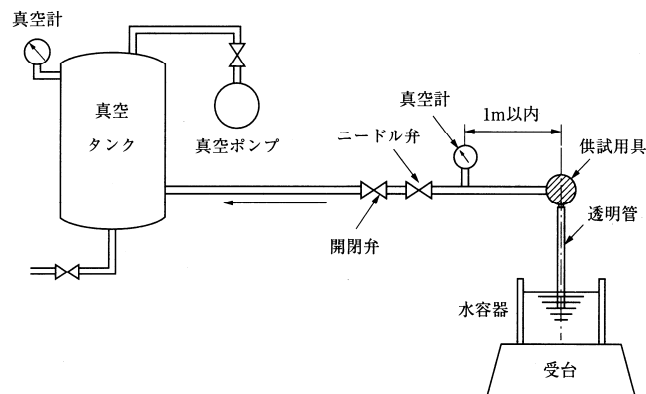 真空計
真空
タンク
真空ポンプ
真空計
1m以内
ニードル弁
供試用具
開閉弁
透明管
水容器
受台